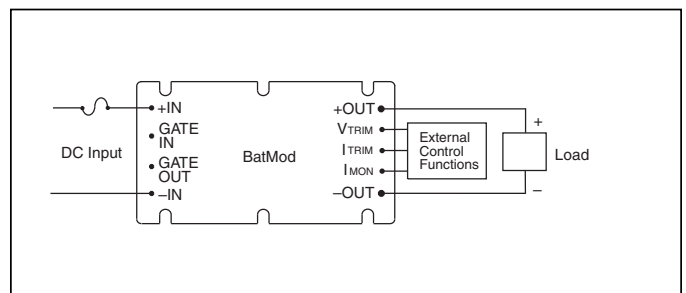 DC Input
+IN
GATE
IN
GATE
OUT
–IN
BatMod
+OUT
VTRIM
ITRIM
IMON
–OUT
External
Control
Functions
+
Load
–